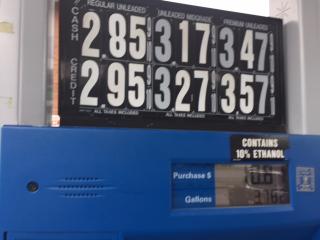 REGULAR UNLEADED UNLEADED MIDGRADE PREMIUM UNLEADED
CASH 2.85 3.17 3.47
CREDIT 2.95 3.27 3.57
ALL TAXES INCLUDED ALL TAXES INCLUDED ALL TAXES INCLUDED
CONTAINS
10% ETHANOL
Purchase $
Gallons